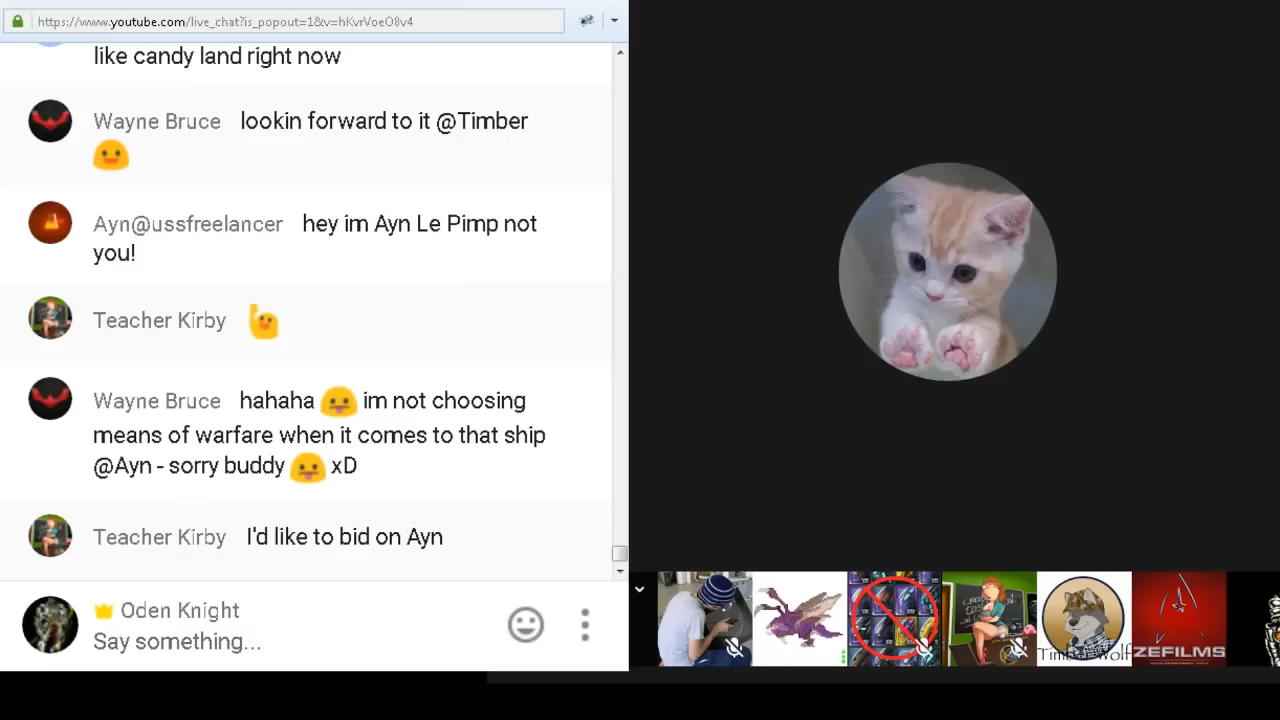 https://www.youtube.com/live_chat?is_popout=1&v=hKvrVoeO8v4
like candy land right now
Wayne Bruce lookin forward to it @Timber
Ayn@ussfreelancer hey im Ayn Le Pimp not
you!
Teacher Kirby
Wayne Bruce hahaha im not choosing
means of warfare when it comes to that ship
@Ayn - sorry buddy xD
Teacher Kirby I'd like to bid on Ayn
Oden Knight
Say something...
Timber Wolf
ZEFILMS